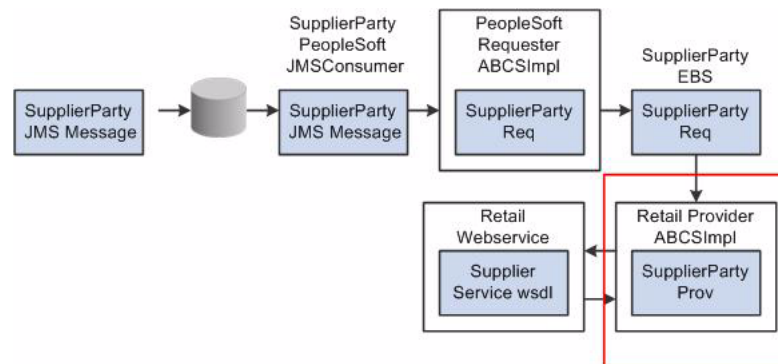 SupplierParty
PeopleSoft
JMSConsumer
PeopleSoft
Requester
ABCSImpl
SupplierParty
EBS
SupplierParty
JMS Message
SupplierParty
JMS Message
SupplierParty
Req
SupplierParty
Req
Retail
Webservice
Retail Provider
ABCSImpl
Supplier
Service wsdl
SupplierParty
Prov